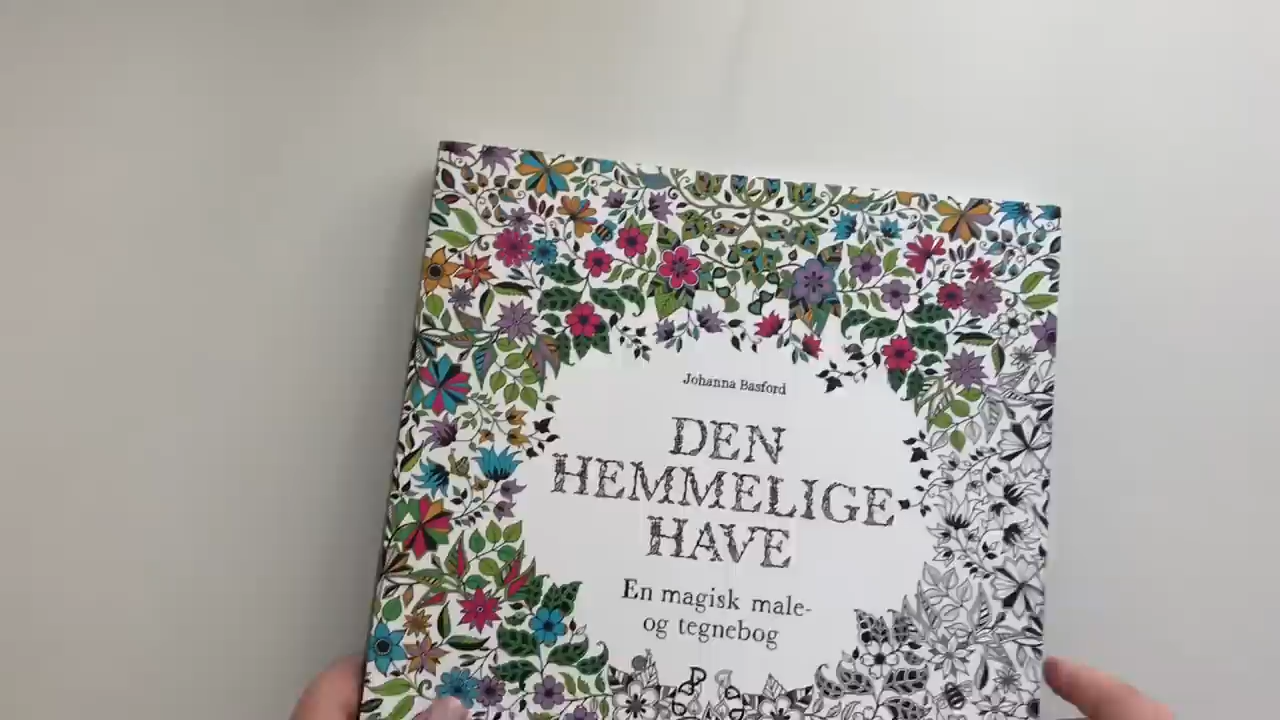 Johanna Basford
DEN
HEMMELIGE
HAVE
En magisk male-
og tegnebog